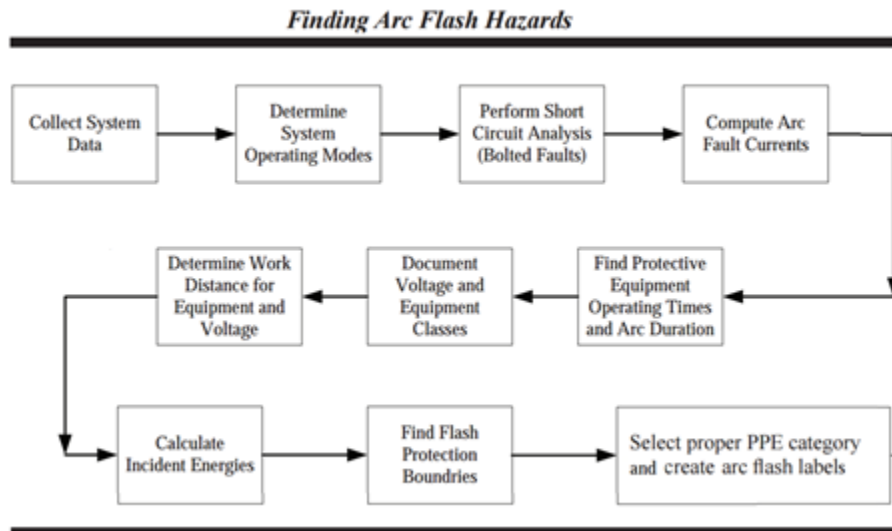 Finding Arc Flash Hazards
Collect System
Data
Determine
System
Operating Modes
Perform Short
Circuit Analysis
(Bolted Faults)
Compute Arc
Fault Currents
Find Protective
Equipment
Operating Times
and Arc Duration
Document
Voltage and
Equipment
Classes
Determine Work
Distance for
Equipment and
Voltage
Calculate
Incident Energies
Find Flash
Protection
Boundries
Select proper PPE category
and create arc flash labels